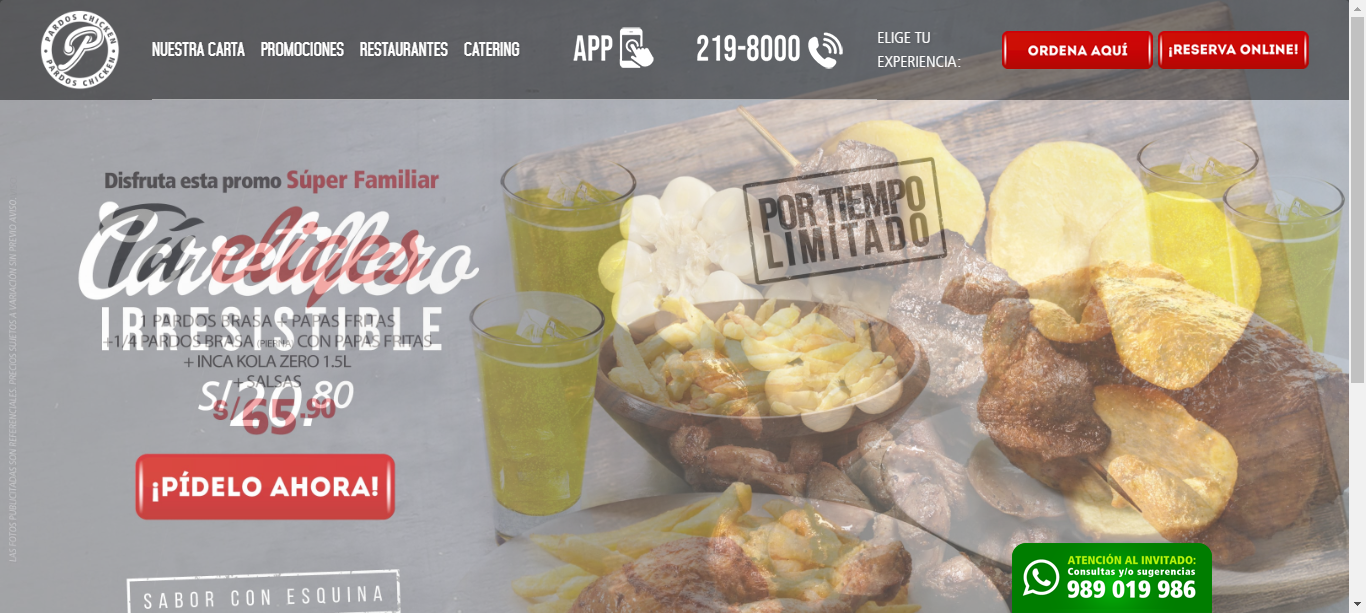 PARDOS CHICKEN
PARDOS CHICKEN
NUESTRA CARTA PROMOCIONES RESTAURANTES CATERING
APP
219-8000
ELIGE TU
EXPERIENCIA:
ORDENA AQUÍ
¡RESERVA ONLINE!
Disfruta esta promo Súper Familiar
Tú eliges
Carretillero
IRRESISTIBLE
1 PARDOS BRASA + PAPAS FRITAS
+1/4 PARDOS BRASA (PIERNA) CON PAPAS FRITAS
+ INCA KOLA ZERO 1.5L
+ SALSAS
S/20.80
S/65.90
¡PÍDELO AHORA!
SABOR CON ESQUINA
POR TIEMPO
LIMITADO
LAS FOTOS PUBLICITADAS SON REFERENCIALES. PRECIOS SUJETOS A VARIACIÓN SIN PREVIO AVISO.
ATENCIÓN AL INVITADO:
Consultas y/o sugerencias
989 019 986